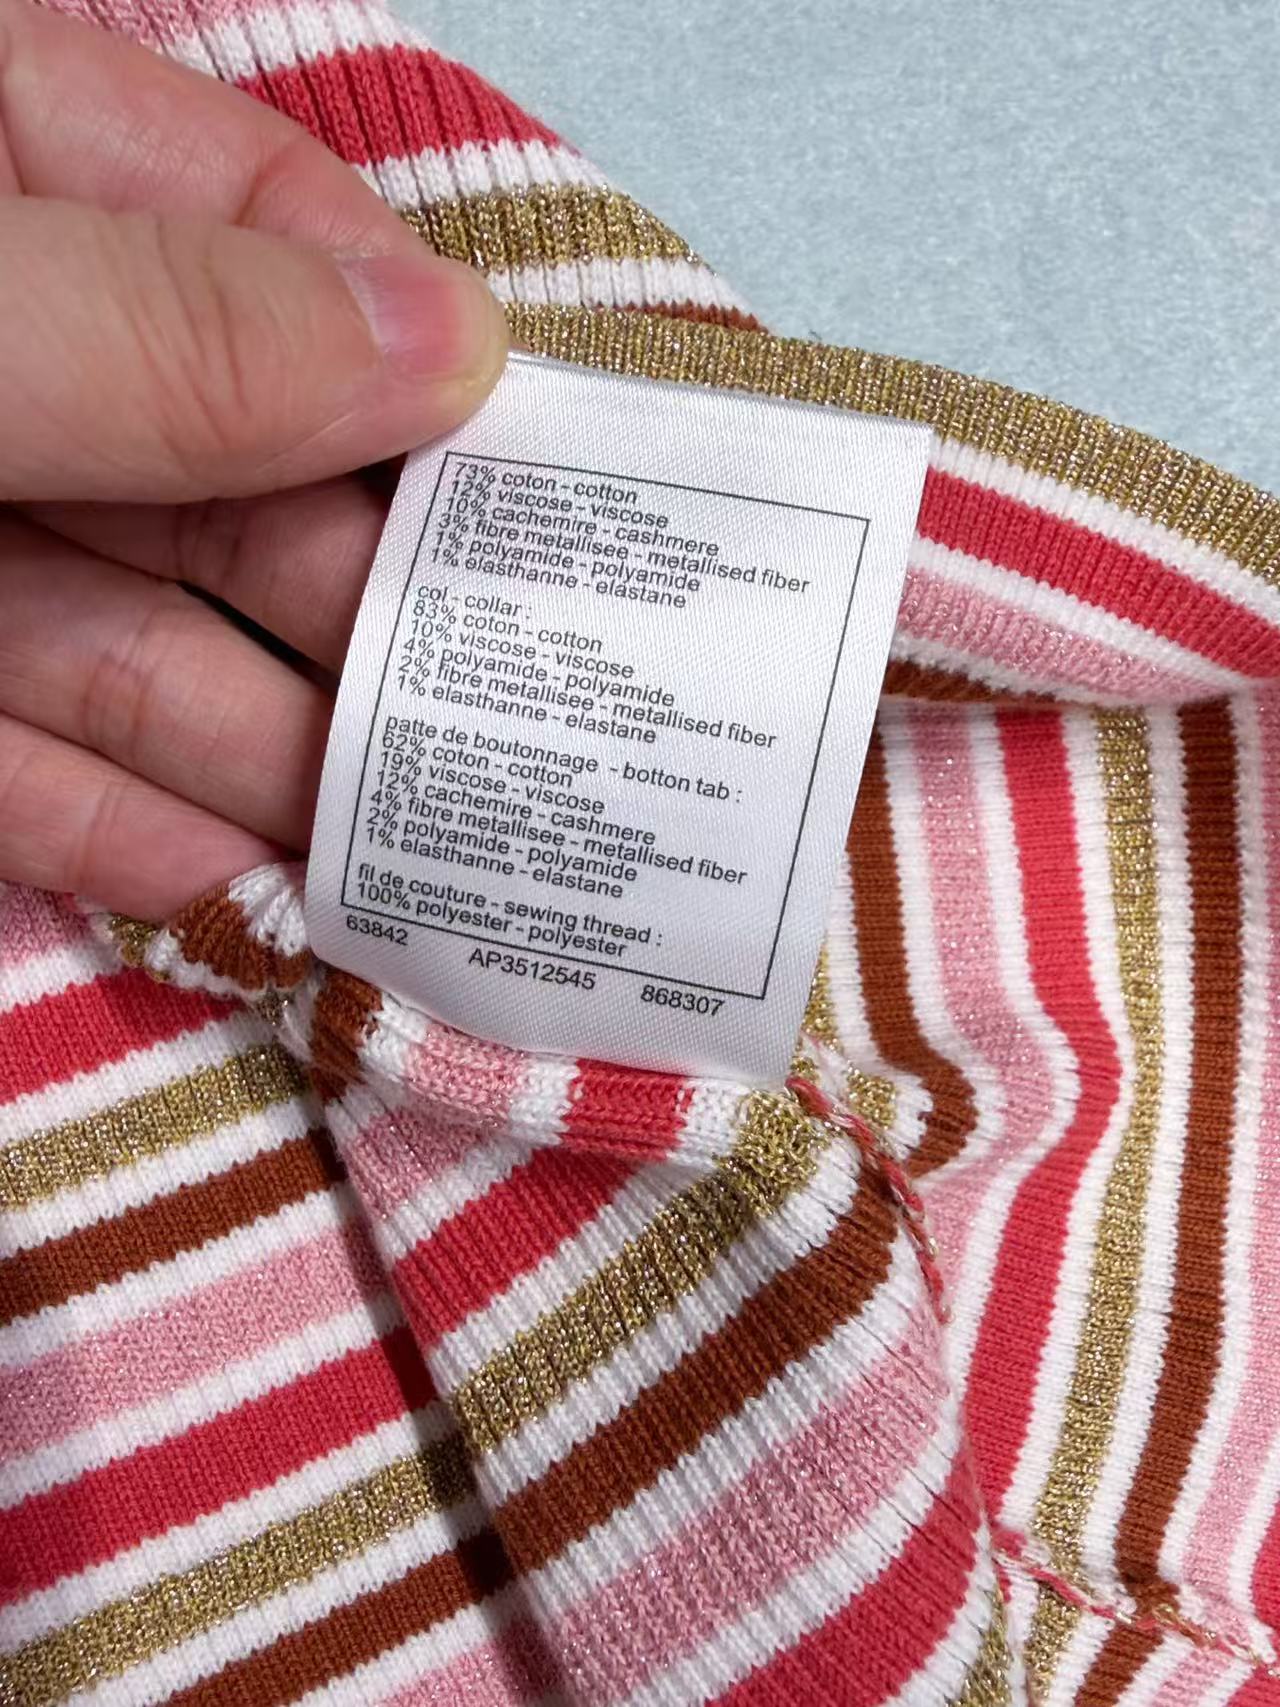 73% coton - cotton
12% viscose - viscose
10% cachemire - cashmere
3% fibre metallisee - metallised fiber
1% polyamide - polyamide
1% elasthanne - elastane
col - collar :
83% coton - cotton
10% viscose - viscose
4% polyamide - polyamide
2% fibre metallisee - metallised fiber
1% elasthanne - elastane
patte de boutonnage - botton tab :
62% coton - cotton
19% viscose - viscose
12% cachemire - cashmere
4% fibre metallisee - metallised fiber
2% polyamide - polyamide
1% elasthanne - elastane
fil de couture - sewing thread :
100% polyester - polyester
63842 AP3512545 868307